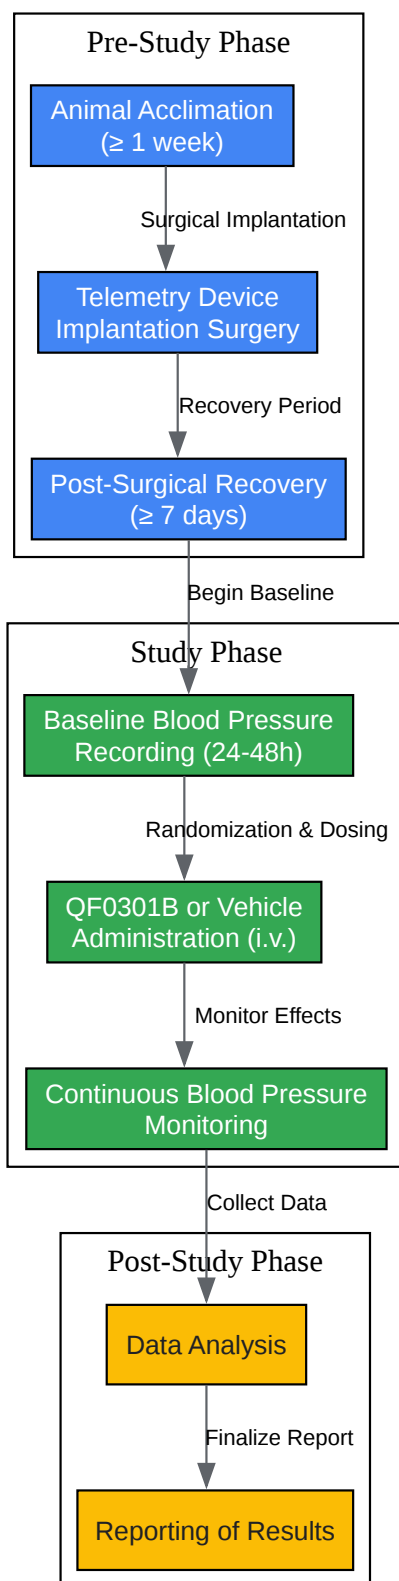 Pre-Study Phase
Animal Acclimation
(≥ 1 week)
Surgical Implantation
Telemetry Device
Implantation Surgery
Recovery Period
Post-Surgical Recovery
(≥ 7 days)
Begin Baseline
Study Phase
Baseline Blood Pressure
Recording (24-48h)
Randomization & Dosing
QF0301B or Vehicle
Administration (i.v.)
Monitor Effects
Continuous Blood Pressure
Monitoring
Collect Data
Post-Study Phase
Data Analysis
Finalize Report
Reporting of Results